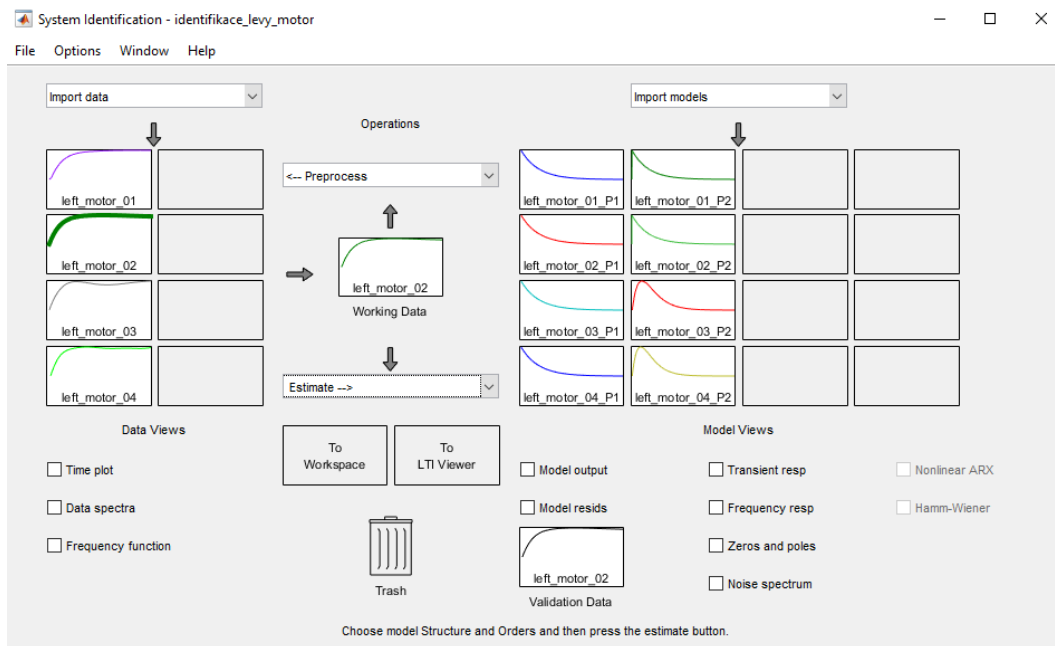 System Identification - identifikace_levy_motor
File Options Window Help
Import data
Import models
Operations
<-- Preprocess
left_motor_01
left_motor_02
left_motor_03
left_motor_04
left_motor_02
Working Data
Estimate -->
left_motor_01_P1 left_motor_01_P2
left_motor_02_P1 left_motor_02_P2
left_motor_03_P1 left_motor_03_P2
left_motor_04_P1 left_motor_04_P2
Data Views
Time plot
Data spectra
Frequency function
To
Workspace
To
LTI Viewer
Trash
Model Views
Model output
Model resids
Transient resp
Frequency resp
Zeros and poles
Noise spectrum
Nonlinear ARX
Hamm-Wiener
left_motor_02
Validation Data
Choose model Structure and Orders and then press the estimate button.